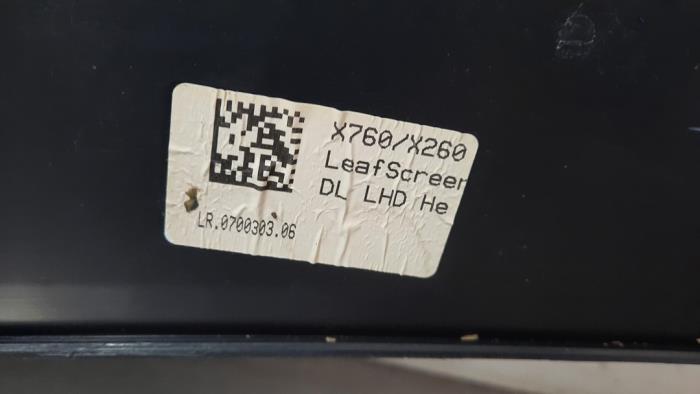 X760/X260
LeafScreen
DL LHD He
LR.0700303.06